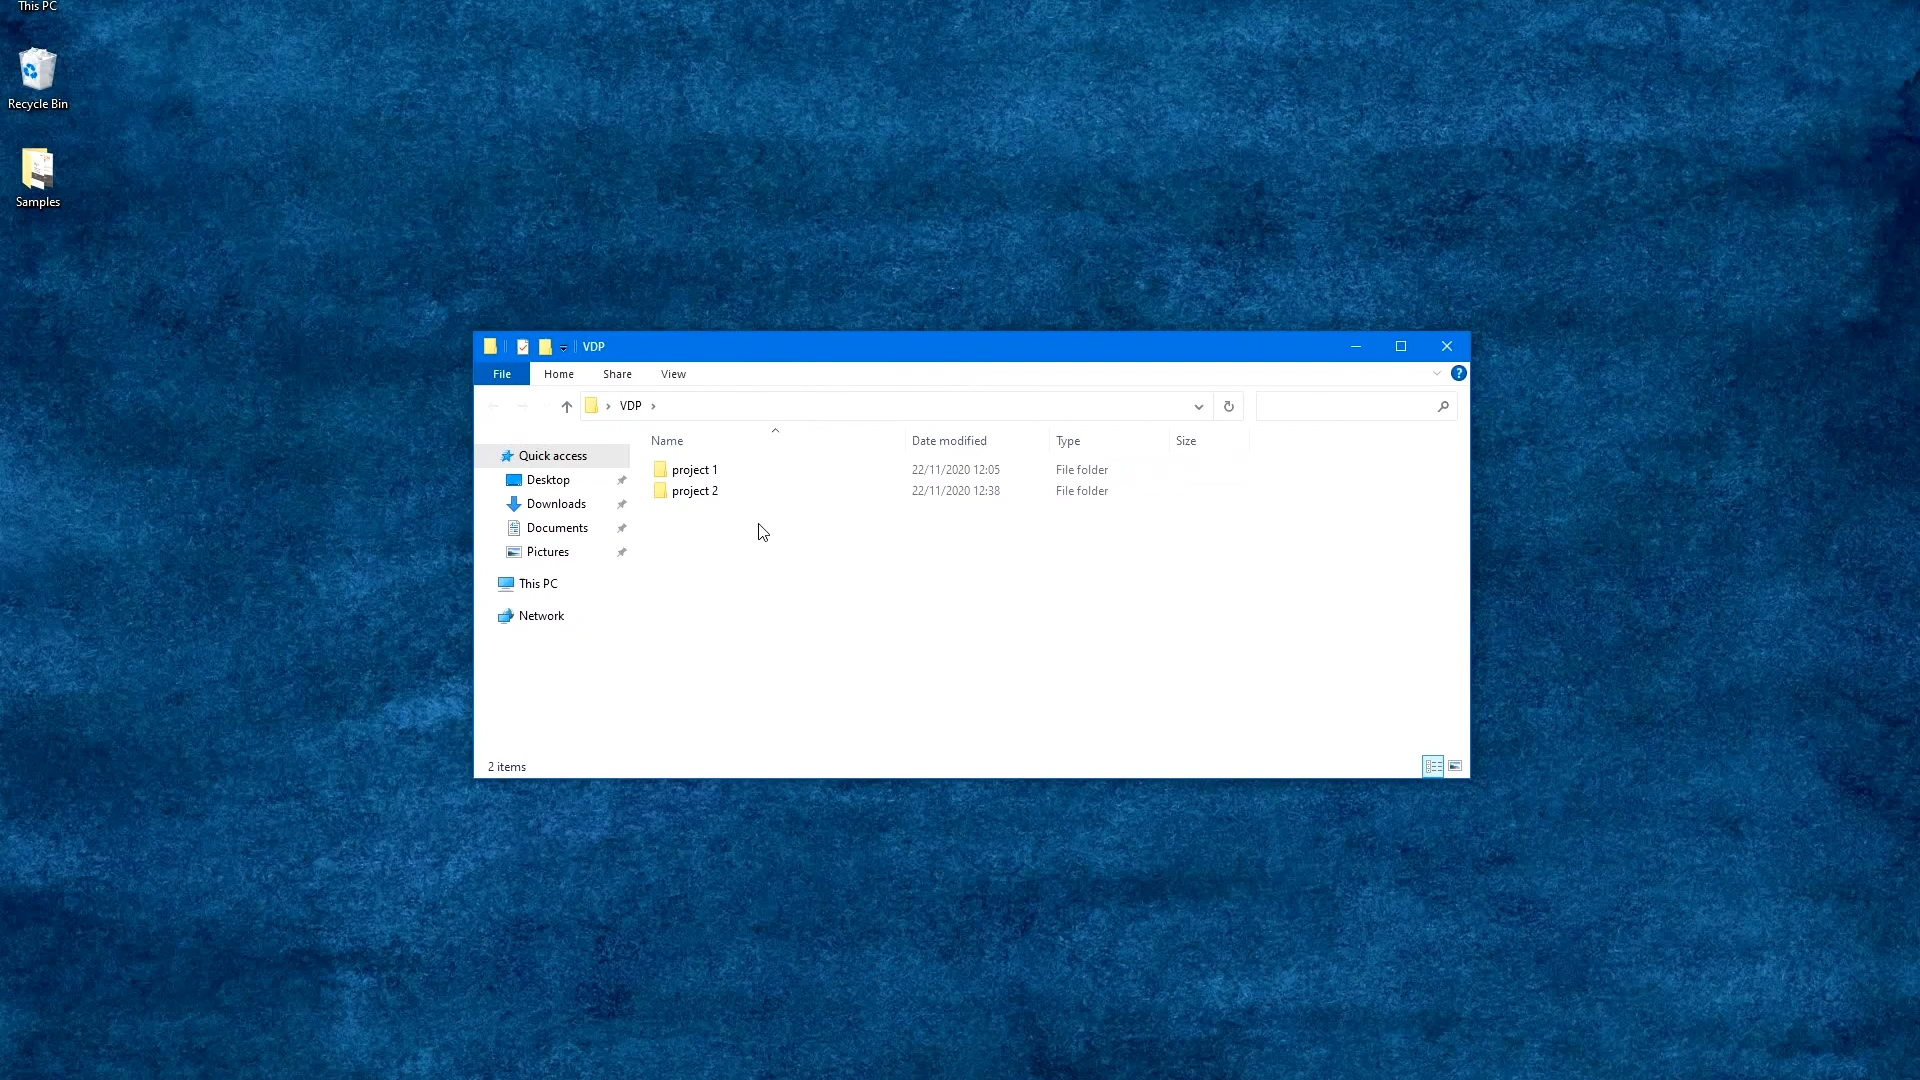 This PC
Recycle Bin
Samples
VDP
File Home Share View
VDP
Name Date modified Type Size
Quick access
Desktop
Downloads
Documents
Pictures
This PC
Network
project 1 22/11/2020 12:05 File folder
project 2 22/11/2020 12:38 File folder
2 items